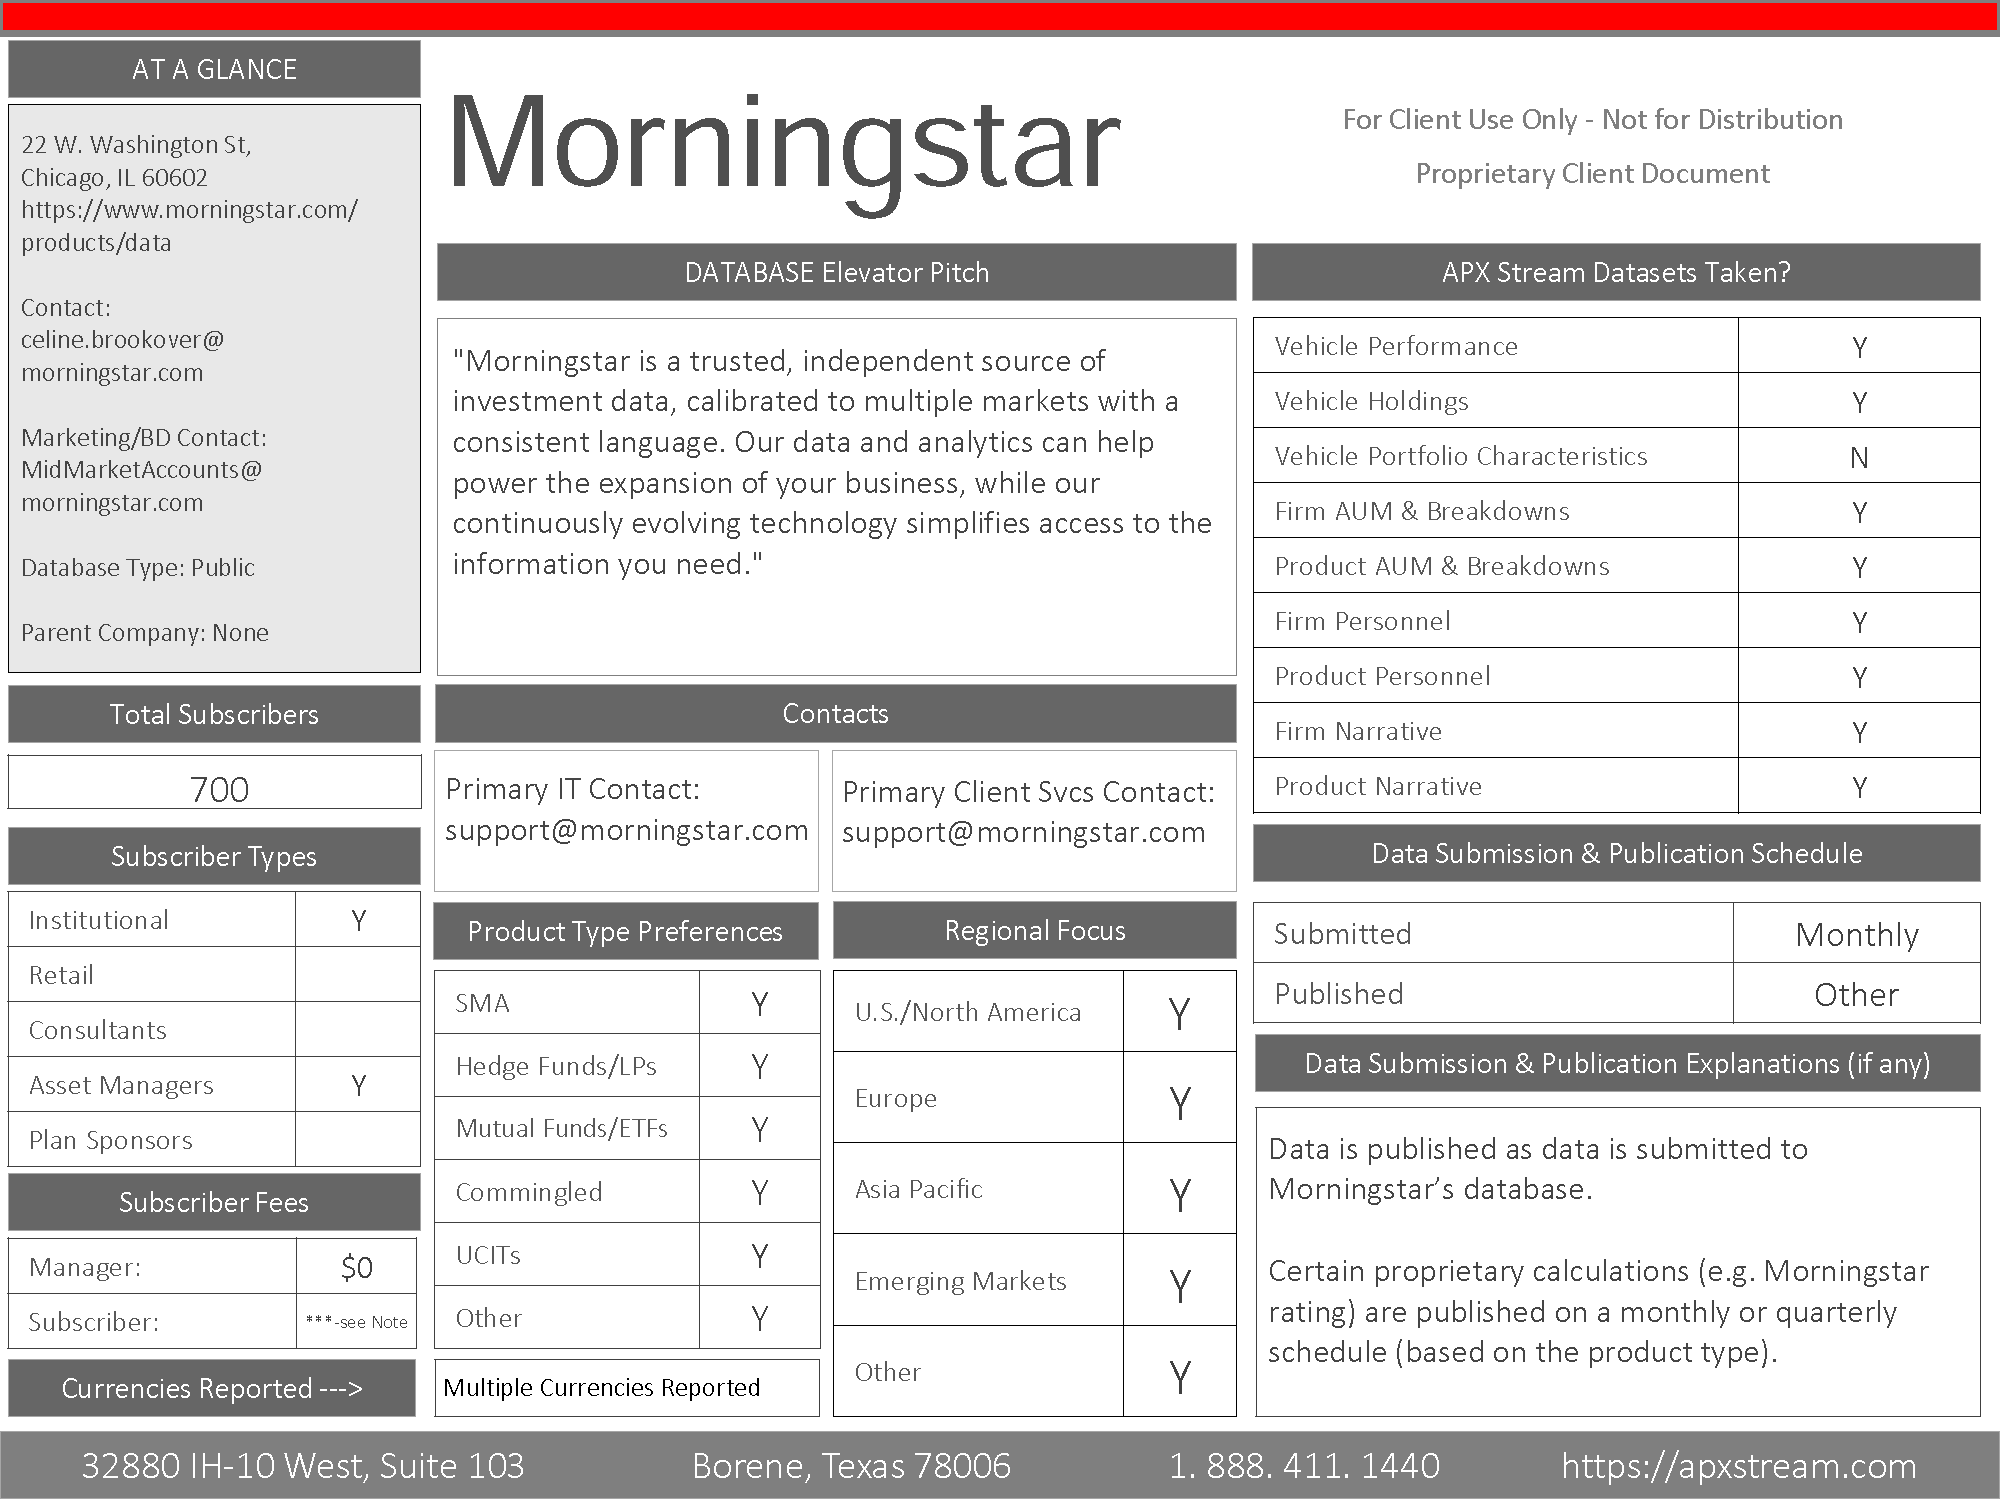 AT A GLANCE
22 W. Washington St,
Chicago, IL 60602
https://www.morningstar.com/
products/data
Contact:
celine.brookover@
morningstar.com
Marketing/BD Contact:
MidMarketAccounts@
morningstar.com
Database Type: Public
Parent Company: None
Total Subscribers
700
Subscriber Types
Institutional Y
Retail
Consultants
Asset Managers Y
Plan Sponsors
Subscriber Fees
Manager: $0
Subscriber: ***-see Note
Currencies Reported --->
Morningstar
For Client Use Only - Not for Distribution
Proprietary Client Document
DATABASE Elevator Pitch
"Morningstar is a trusted, independent source of
investment data, calibrated to multiple markets with a
consistent language. Our data and analytics can help
power the expansion of your business, while our
continuously evolving technology simplifies access to the
information you need."
Contacts
Primary IT Contact:
support@morningstar.com
Primary Client Svcs Contact:
support@morningstar.com
Product Type Preferences
SMA Y
Hedge Funds/LPs Y
Mutual Funds/ETFs Y
Commingled Y
UCITs Y
Other Y
Multiple Currencies Reported
Regional Focus
U.S./North America Y
Europe Y
Asia Pacific Y
Emerging Markets Y
Other Y
APX Stream Datasets Taken?
Vehicle Performance Y
Vehicle Holdings Y
Vehicle Portfolio Characteristics N
Firm AUM & Breakdowns Y
Product AUM & Breakdowns Y
Firm Personnel Y
Product Personnel Y
Firm Narrative Y
Product Narrative Y
Data Submission & Publication Schedule
Submitted Monthly
Published Other
Data Submission & Publication Explanations (if any)
Data is published as data is submitted to
Morningstar’s database.
Certain proprietary calculations (e.g. Morningstar
rating) are published on a monthly or quarterly
schedule (based on the product type).
32880 IH-10 West, Suite 103 Borene, Texas 78006 1. 888. 411. 1440 https://apxstream.com